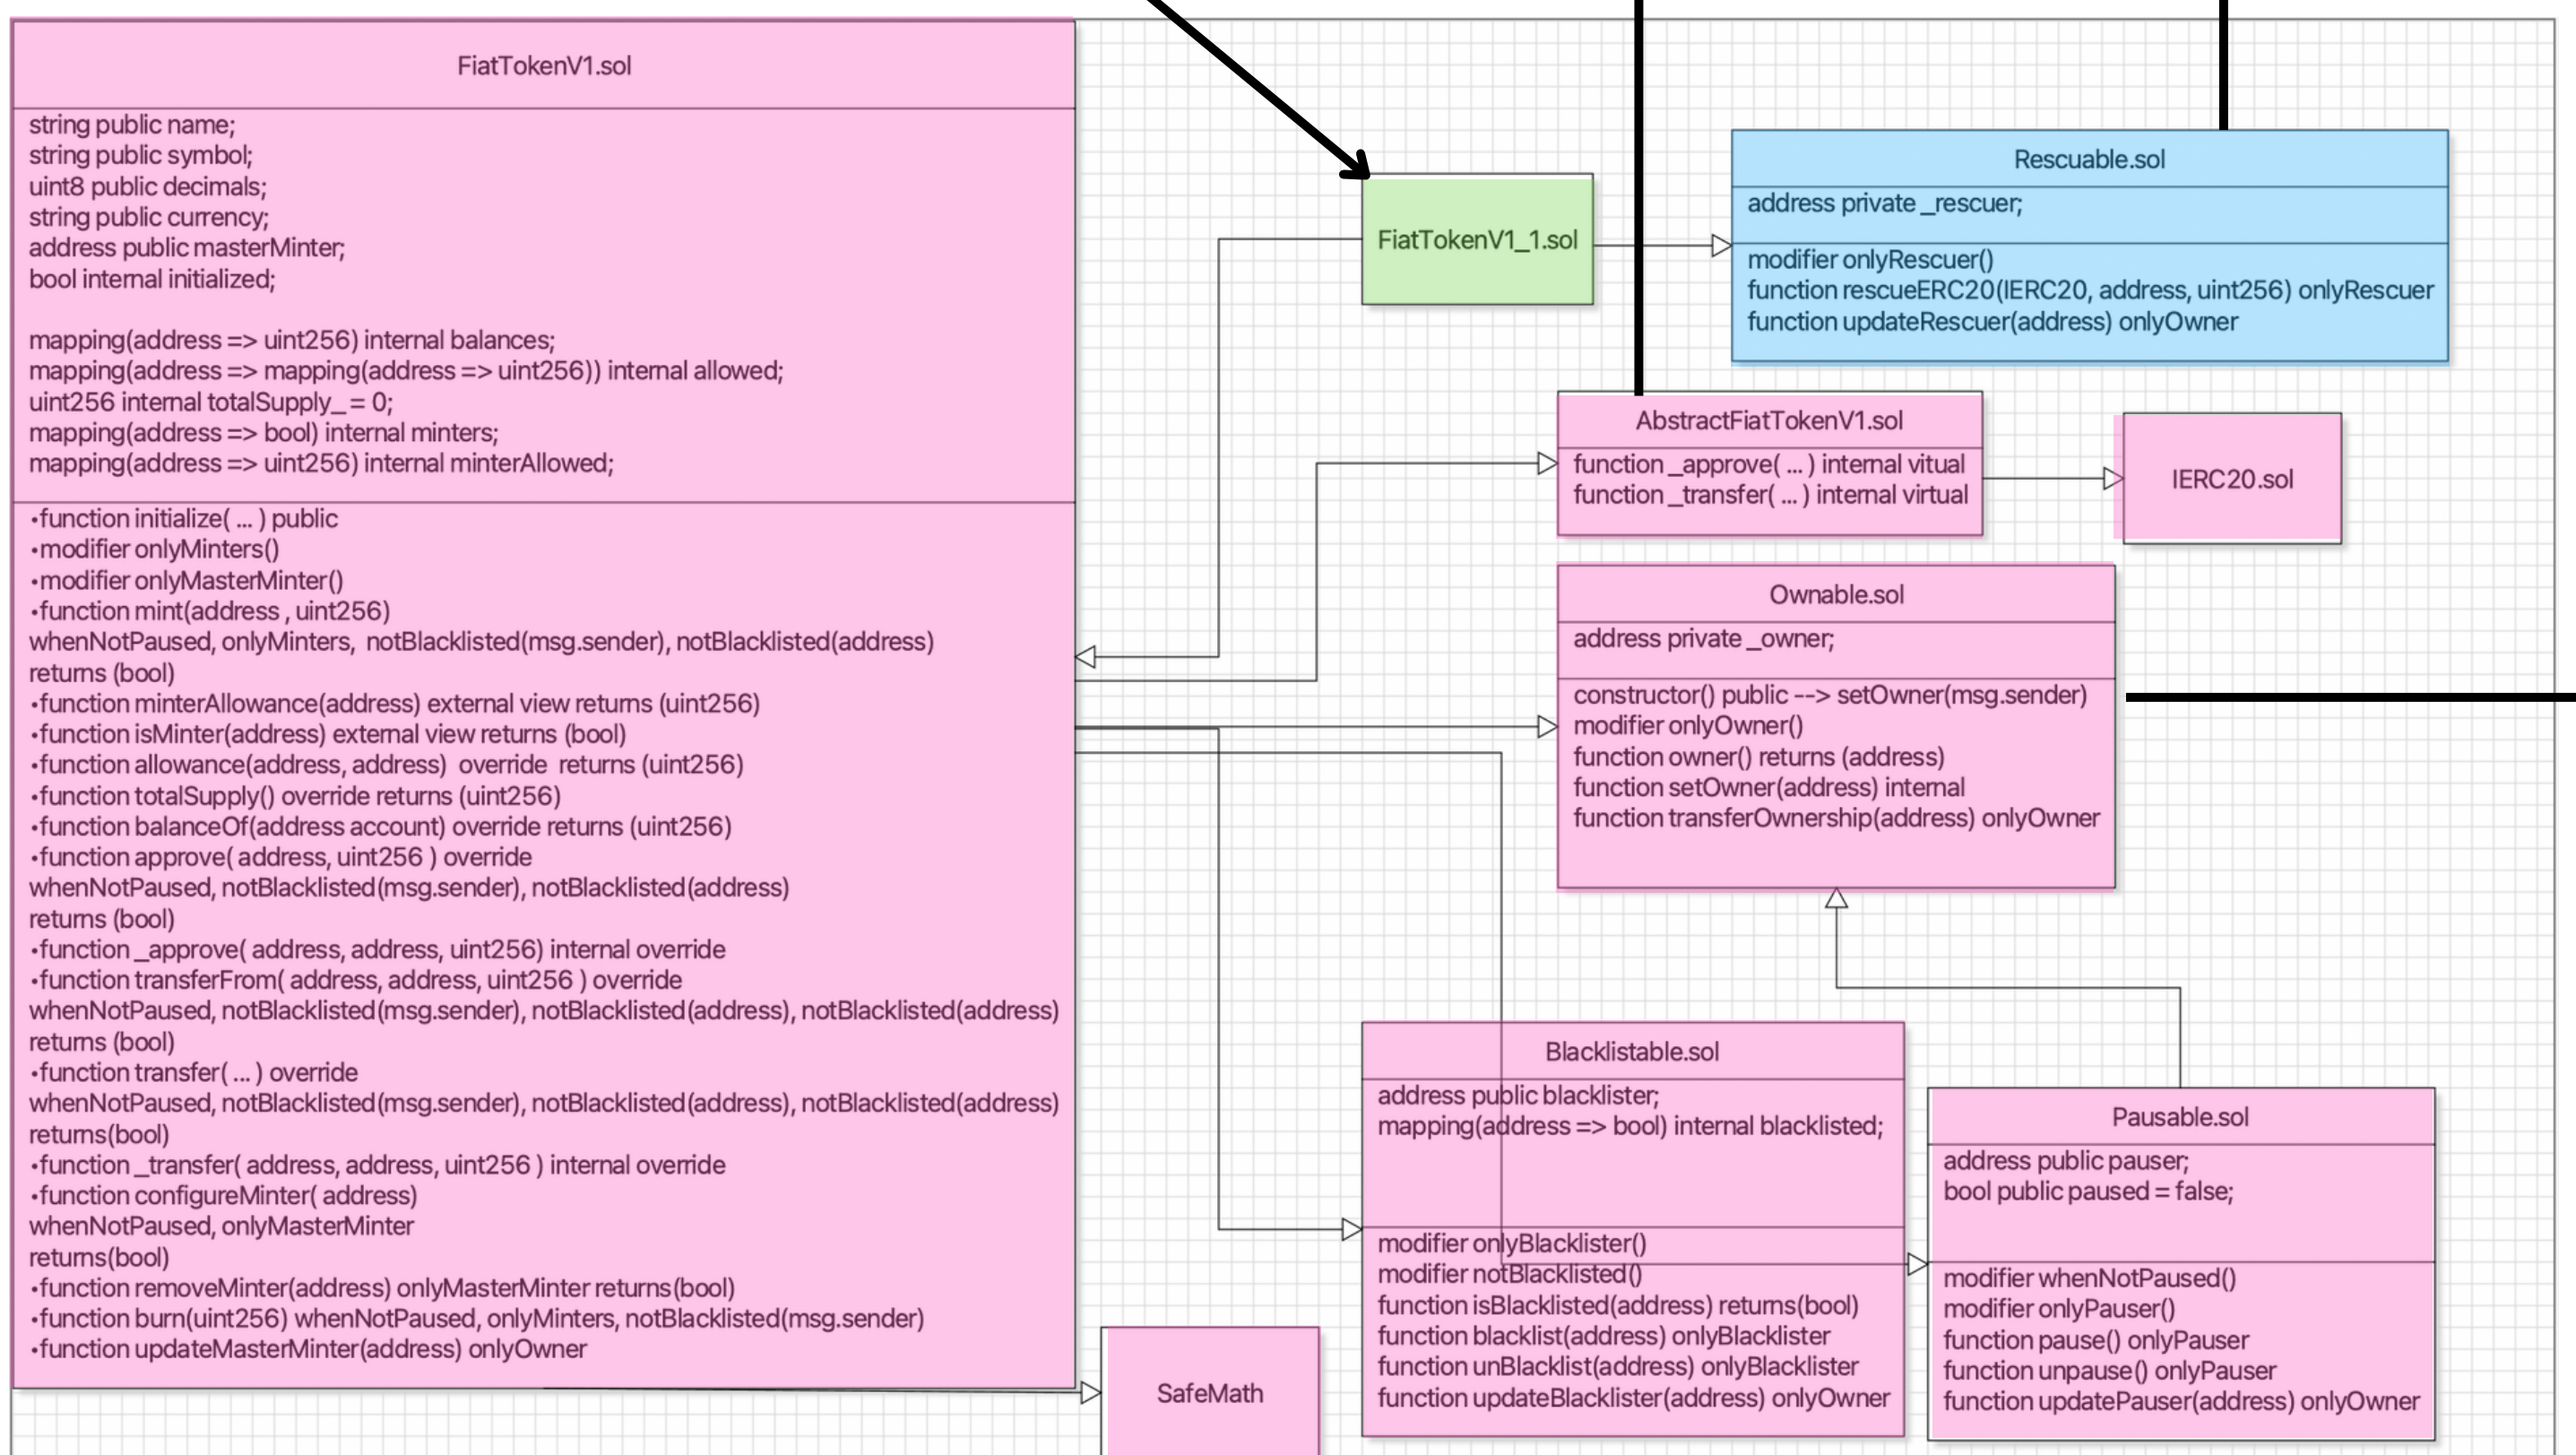 FiatTokenV1.sol
string public name;
string public symbol;
uint8 public decimals;
string public currency;
address public masterMinter;
bool internal initialized;
mapping(address => uint256) internal balances;
mapping(address => mapping(address => uint256)) internal allowed;
uint256 internal totalSupply_ = 0;
mapping(address => bool) internal minters;
mapping(address => uint256) internal minterAllowed;
•function initialize( ... ) public
•modifier onlyMinters()
•modifier onlyMasterMinter()
•function mint(address , uint256)
whenNotPaused, onlyMinters, notBlacklisted(msg.sender), notBlacklisted(address)
returns (bool)
•function minterAllowance(address) external view returns (uint256)
•function isMinter(address) external view returns (bool)
•function allowance(address, address) override returns (uint256)
•function totalSupply() override returns (uint256)
•function balanceOf(address account) override returns (uint256)
•function approve( address, uint256 ) override
whenNotPaused, notBlacklisted(msg.sender), notBlacklisted(address)
returns (bool)
•function _approve( address, address, uint256) internal override
•function transferFrom( address, address, uint256 ) override
whenNotPaused, notBlacklisted(msg.sender), notBlacklisted(address), notBlacklisted(address)
returns (bool)
•function transfer( ... ) override
whenNotPaused, notBlacklisted(msg.sender), notBlacklisted(address), notBlacklisted(address)
returns(bool)
•function _transfer( address, address, uint256 ) internal override
•function configureMinter( address)
whenNotPaused, onlyMasterMinter
returns(bool)
•function removeMinter(address) onlyMasterMinter returns(bool)
•function burn(uint256) whenNotPaused, onlyMinters, notBlacklisted(msg.sender)
•function updateMasterMinter(address) onlyOwner
FiatTokenV1_1.sol
Rescuable.sol
address private _rescuer;
modifier onlyRescuer()
function rescueERC20(IERC20, address, uint256) onlyRescuer
function updateRescuer(address) onlyOwner
AbstractFiatTokenV1.sol
function _approve( ... ) internal vitual
function _transfer( ... ) internal virtual
IERC20.sol
Ownable.sol
address private _owner;
constructor() public --> setOwner(msg.sender)
modifier onlyOwner()
function owner() returns (address)
function setOwner(address) internal
function transferOwnership(address) onlyOwner
Blacklistable.sol
address public blacklister;
mapping(address => bool) internal blacklisted;
modifier onlyBlacklister()
modifier notBlacklisted()
function isBlacklisted(address) returns(bool)
function blacklist(address) onlyBlacklister
function unBlacklist(address) onlyBlacklister
function updateBlacklister(address) onlyOwner
Pausable.sol
address public pauser;
bool public paused = false;
modifier whenNotPaused()
modifier onlyPauser()
function pause() onlyPauser
function unpause() onlyPauser
function updatePauser(address) onlyOwner
SafeMath